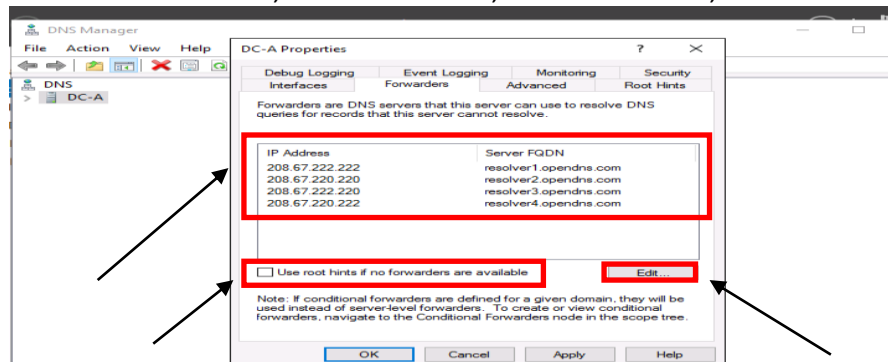 DNS Manager
File Action View Help
DNS
DC-A
DC-A Properties
Debug Logging Event Logging Monitoring Security
Interfaces Forwarders Advanced Root Hints
Forwarders are DNS servers that this server can use to resolve DNS
queries for records that this server cannot resolve.
IP Address Server FQDN
208.67.222.222 resolver1.opendns.com
208.67.220.220 resolver2.opendns.com
208.67.222.220 resolver3.opendns.com
208.67.220.222 resolver4.opendns.com
Use root hints if no forwarders are available Edit...
Note: If conditional forwarders are defined for a given domain, they will be
used instead of server-level forwarders. To create or view conditional
forwarders, navigate to the Conditional Forwarders node in the scope tree.
OK Cancel Apply Help